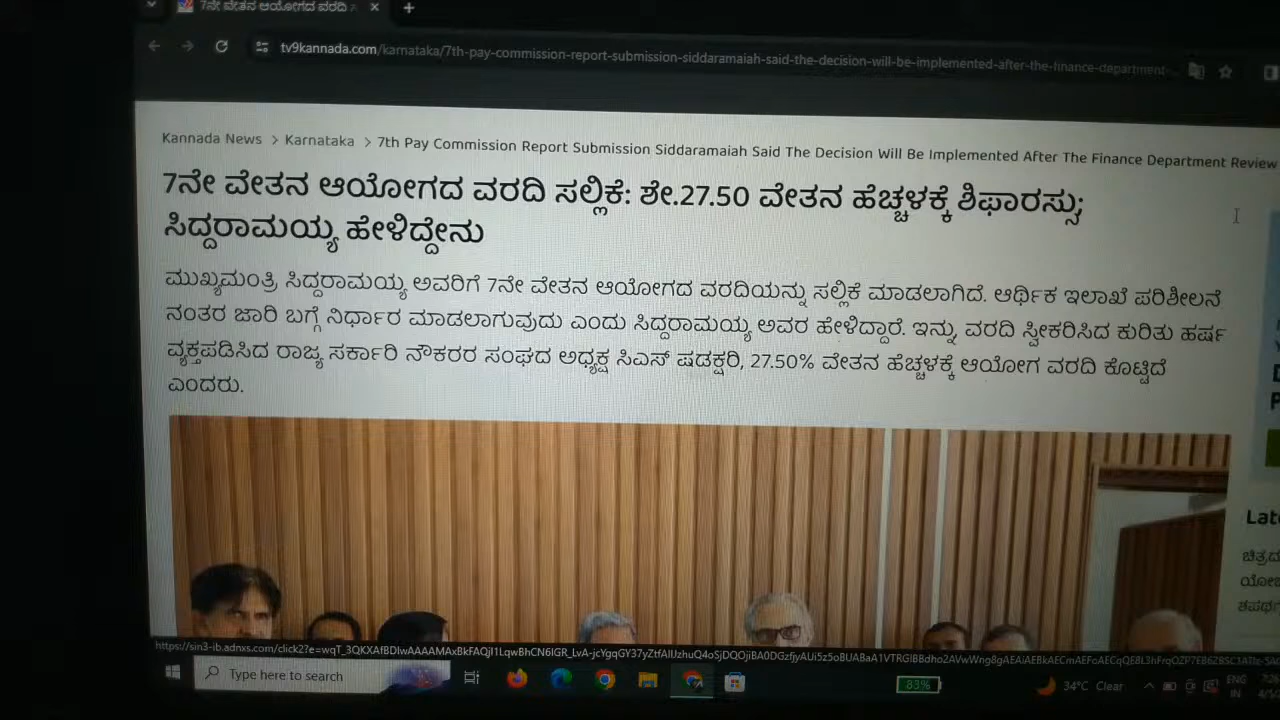 7ನೇ ವೇತನ ಆಯೋಗದ ವರದಿ
tv9kannada.com/karnataka/7th-pay-commission-report-submission-siddaramaiah-said-the-decision-will-be-implemented-after-the-finance-department-
Kannada News > Karnataka > 7th Pay Commission Report Submission Siddaramaiah Said The Decision Will Be Implemented After The Finance Department Review
7ನೇ ವೇತನ ಆಯೋಗದ ವರದಿ ಸಲ್ಲಿಕೆ: ಶೇ.27.50 ವೇತನ ಹೆಚ್ಚಳಕ್ಕೆ ಶಿಫಾರಸ್ಸು;
ಸಿದ್ದರಾಮಯ್ಯ ಹೇಳಿದ್ದೇನು
ಮುಖ್ಯಮಂತ್ರಿ ಸಿದ್ದರಾಮಯ್ಯ ಅವರಿಗೆ 7ನೇ ವೇತನ ಆಯೋಗದ ವರದಿಯನ್ನು ಸಲ್ಲಿಕೆ ಮಾಡಲಾಗಿದೆ. ಆರ್ಥಿಕ ಇಲಾಖೆ ಪರಿಶೀಲನೆ
ನಂತರ ಜಾರಿ ಬಗ್ಗೆ ನಿರ್ಧಾರ ಮಾಡಲಾಗುವುದು ಎಂದು ಸಿದ್ದರಾಮಯ್ಯ ಅವರ ಹೇಳಿದ್ದಾರೆ. ಇನ್ನು ವರದಿ ಸ್ವೀಕರಿಸಿದ ಕುರಿತು ಹರ್ಷ
ವ್ಯಕ್ತಪಡಿಸಿದ ರಾಜ್ಯ ಸರ್ಕಾರಿ ನೌಕರರ ಸಂಘದ ಅಧ್ಯಕ್ಷ ಸಿಎಸ್ ಷಡಕ್ಷರಿ, 27.50% ವೇತನ ಹೆಚ್ಚಳಕ್ಕೆ ಆಯೋಗ ವರದಿ ಕೊಟ್ಟಿದೆ
ಎಂದರು.
Type here to search
83%
34°C Clear
ENG
IN